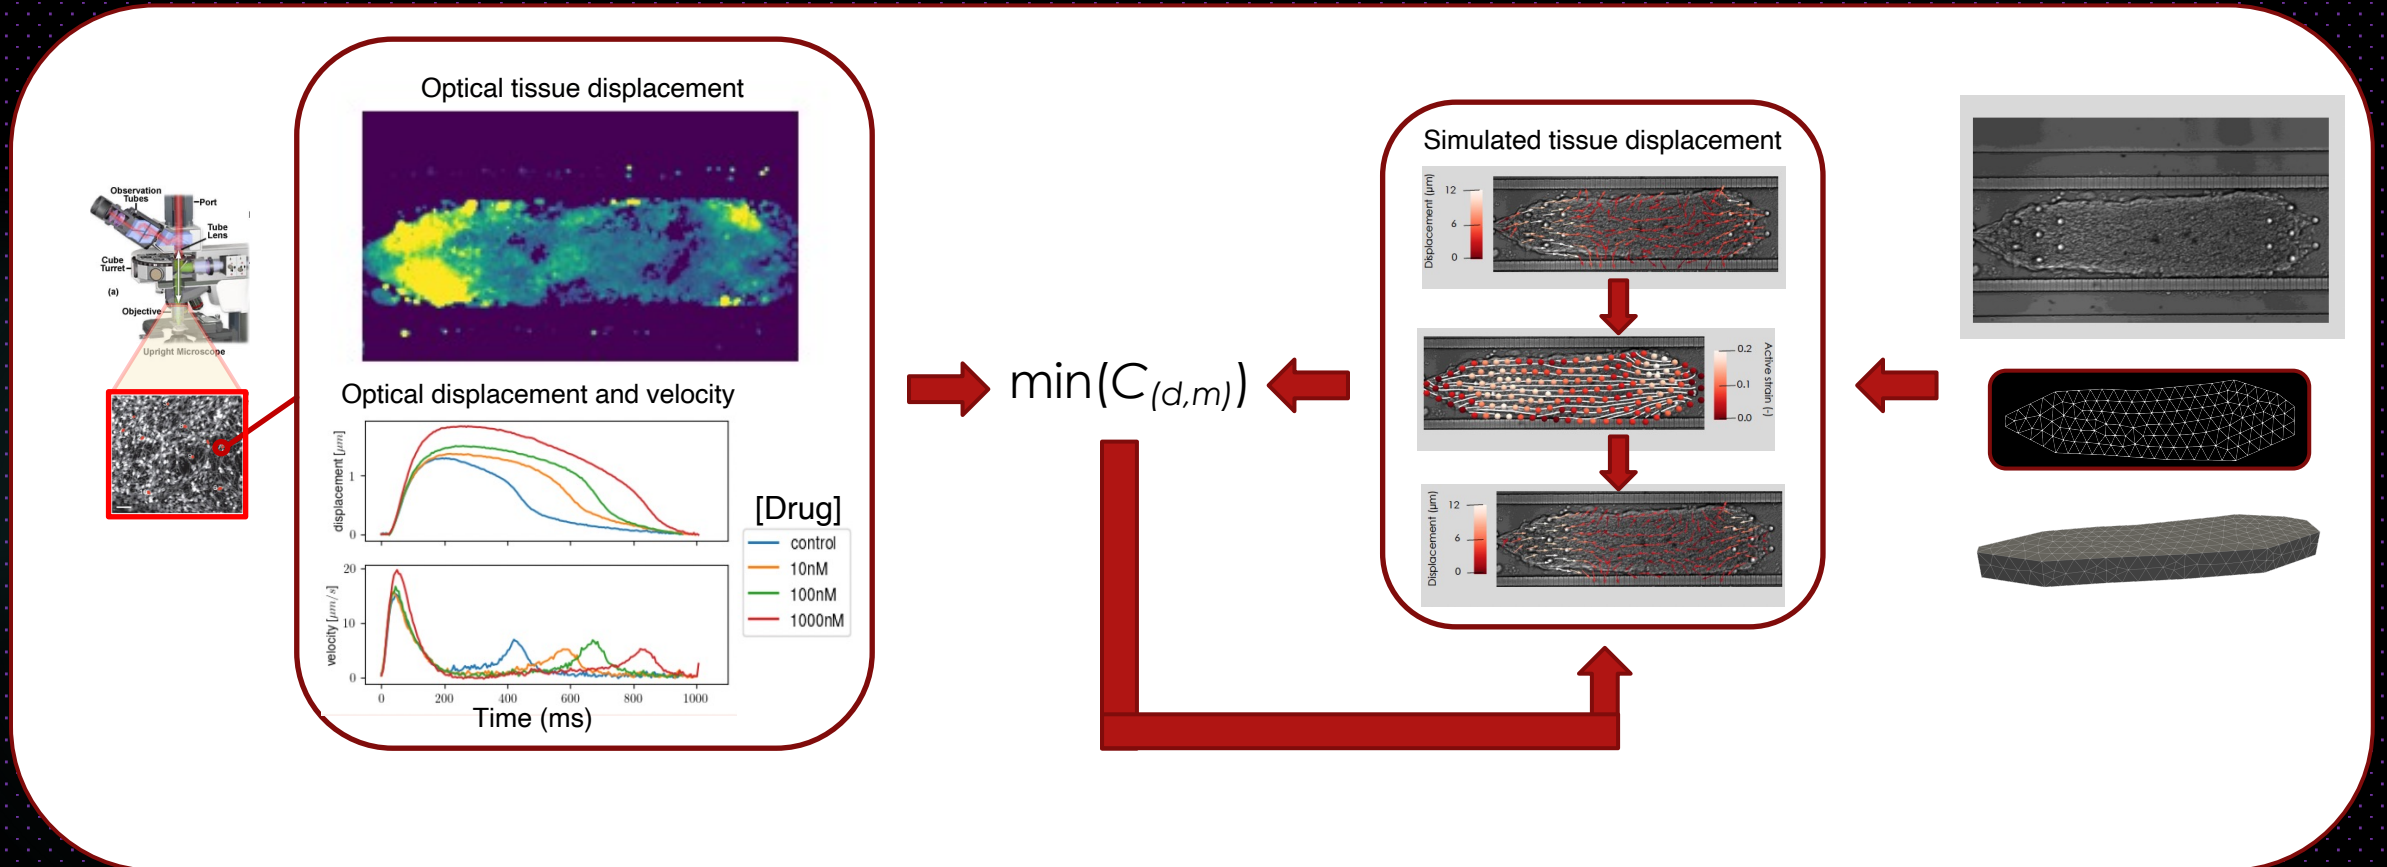 Observation
Tubes
Port
Tube
Lens
Cube
Turret
(a)
Objective
Upright Microscope
Optical tissue displacement
Optical displacement and velocity
displacement [μm]
1
0
velocity [μm/s]
20
10
0
0 200 400 600 800 1000
Time (ms)
[Drug]
control
10nM
100nM
1000nM
min(C(d,m))
Simulated tissue displacement
Displacement (μm)
12
6
0
0.2
0.1
0.0
Active strain (-)
Displacement (μm)
12
6
0